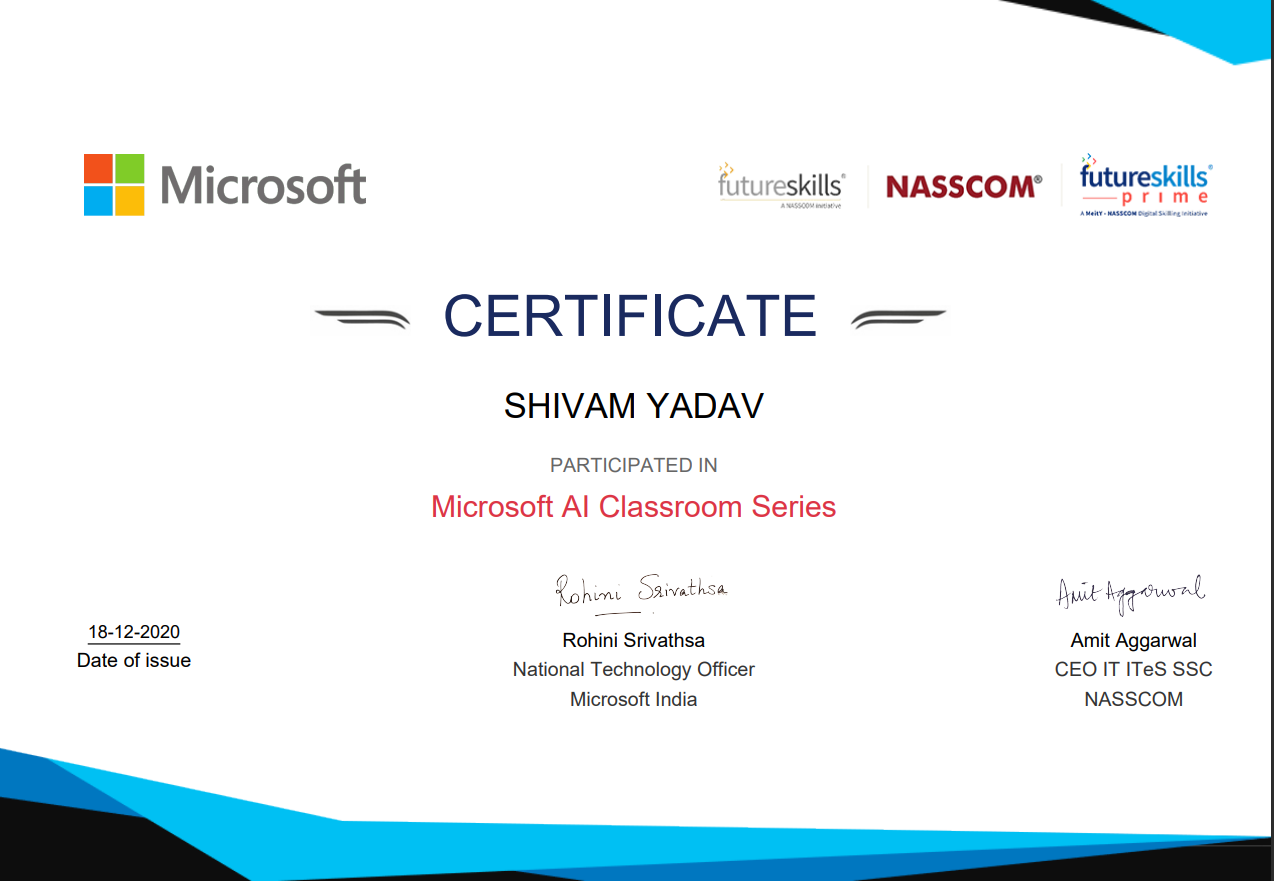 Microsoft
futureskills®
A NASSCOM Initiative
NASSCOM®
futureskills®
prime
A MeitY - NASSCOM Digital Skilling Initiative
CERTIFICATE
SHIVAM YADAV
PARTICIPATED IN
Microsoft AI Classroom Series
18-12-2020
Date of issue
Rohini Srivathsa
Rohini Srivathsa
National Technology Officer
Microsoft India
Amit Aggarwal
Amit Aggarwal
CEO IT ITeS SSC
NASSCOM